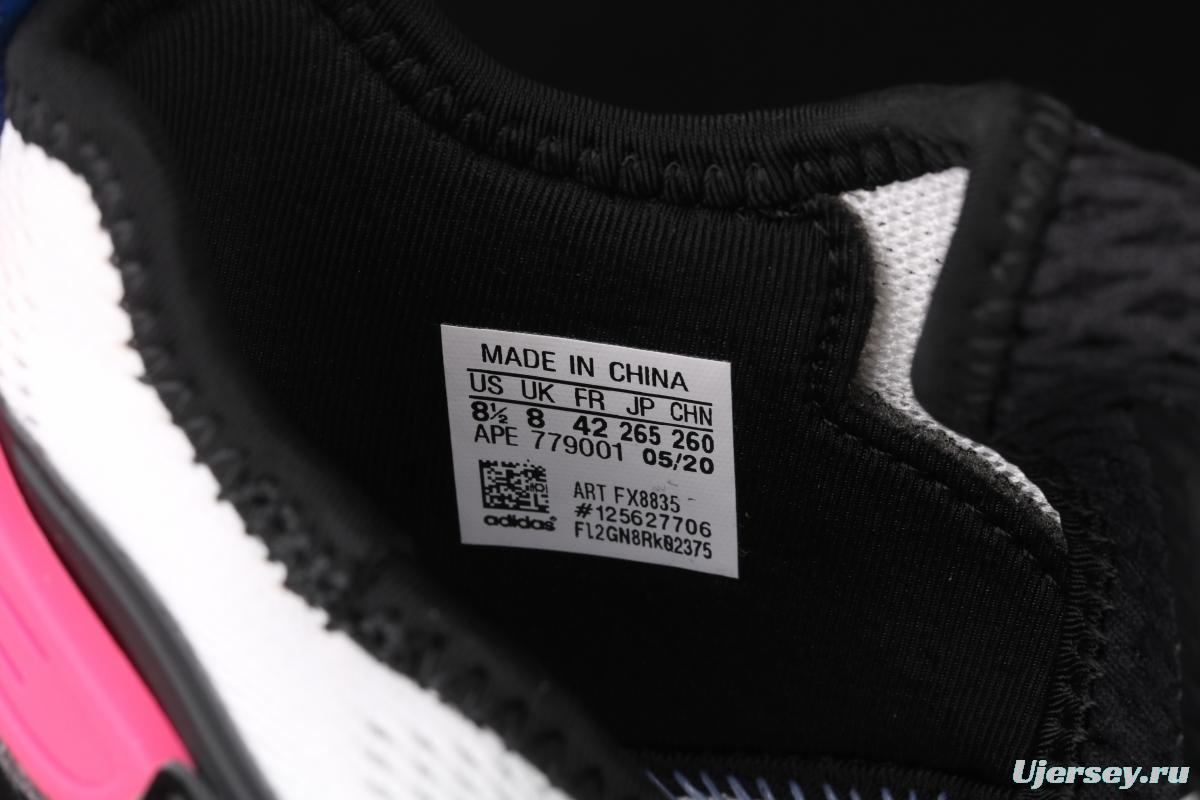 MADE IN CHINA
US UK FR JP CHN
8½ 8 42 265 260
APE 779001 05/20
ART FX8835
#125627706
adidas
Ujersey.ru